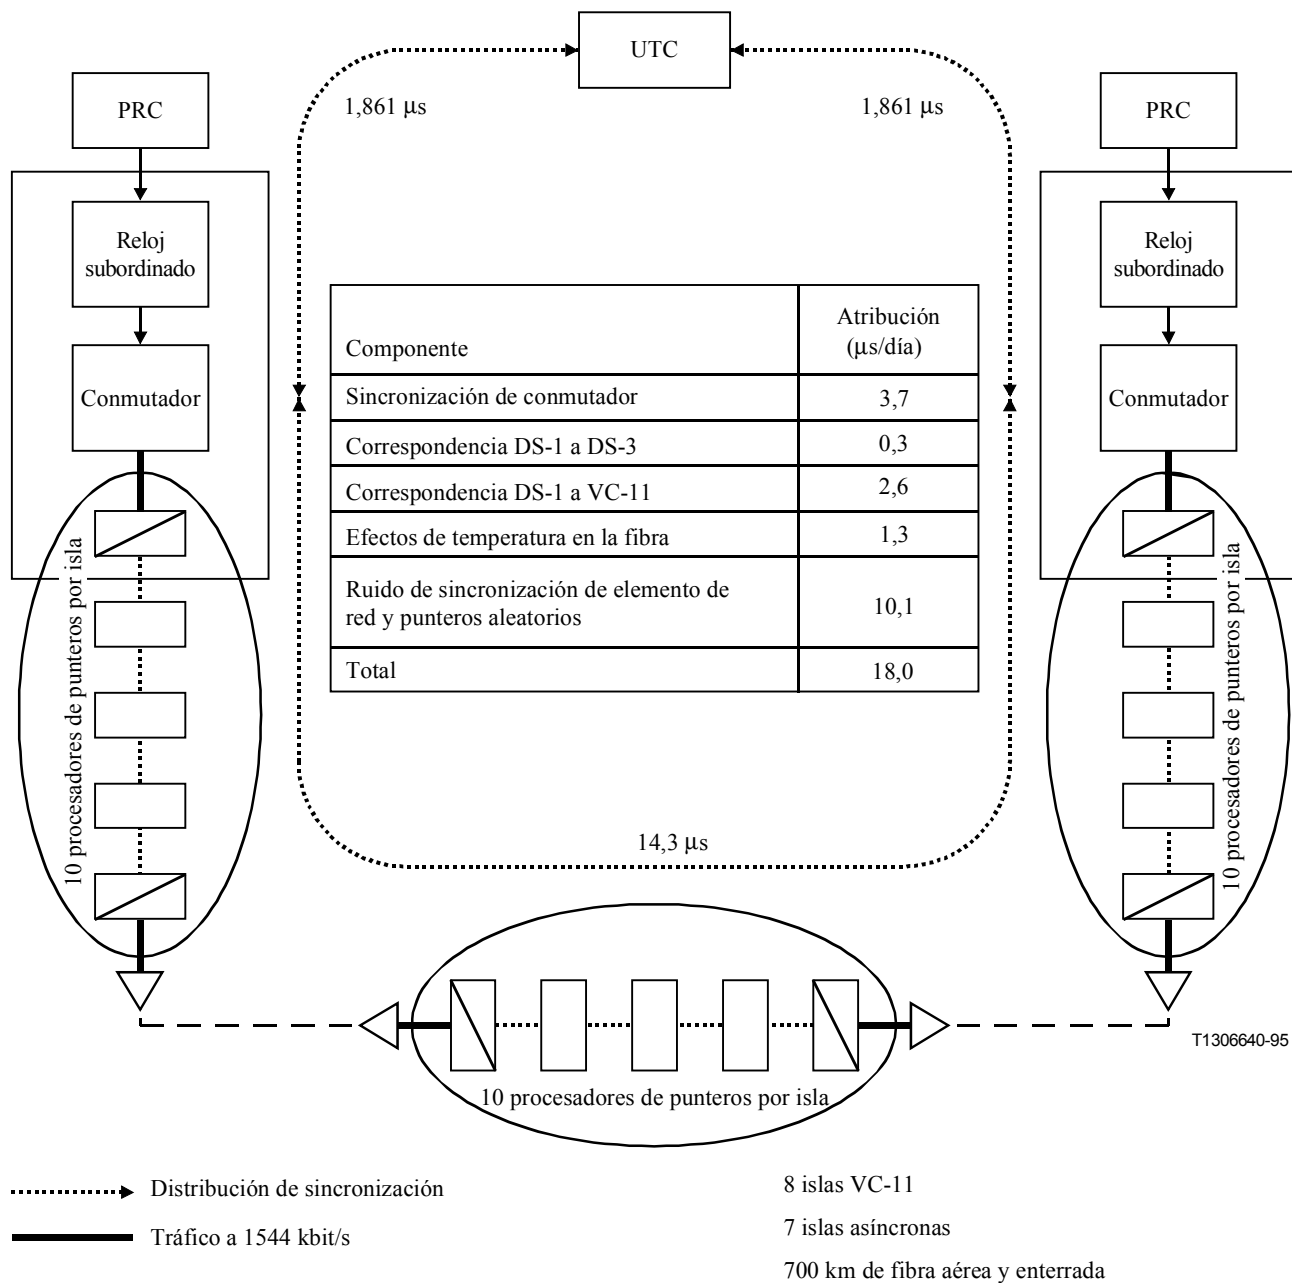 UTC
1,861 µs
1,861 µs
PRC
PRC
Reloj
subordinado
Reloj
subordinado
Conmutador
Conmutador
Componente
Atribución
(µs/día)
Sincronización de conmutador
3,7
Correspondencia DS-1 a DS-3
0,3
Correspondencia DS-1 a VC-11
2,6
Efectos de temperatura en la fibra
1,3
Ruido de sincronización de elemento de
red y punteros aleatorios
10,1
Total
18,0
10 procesadores de punteros por isla
10 procesadores de punteros por isla
14,3 µs
T1306640-95
10 procesadores de punteros por isla
Distribución de sincronización
Tráfico a 1544 kbit/s
8 islas VC-11
7 islas asíncronas
700 km de fibra aérea y enterrada